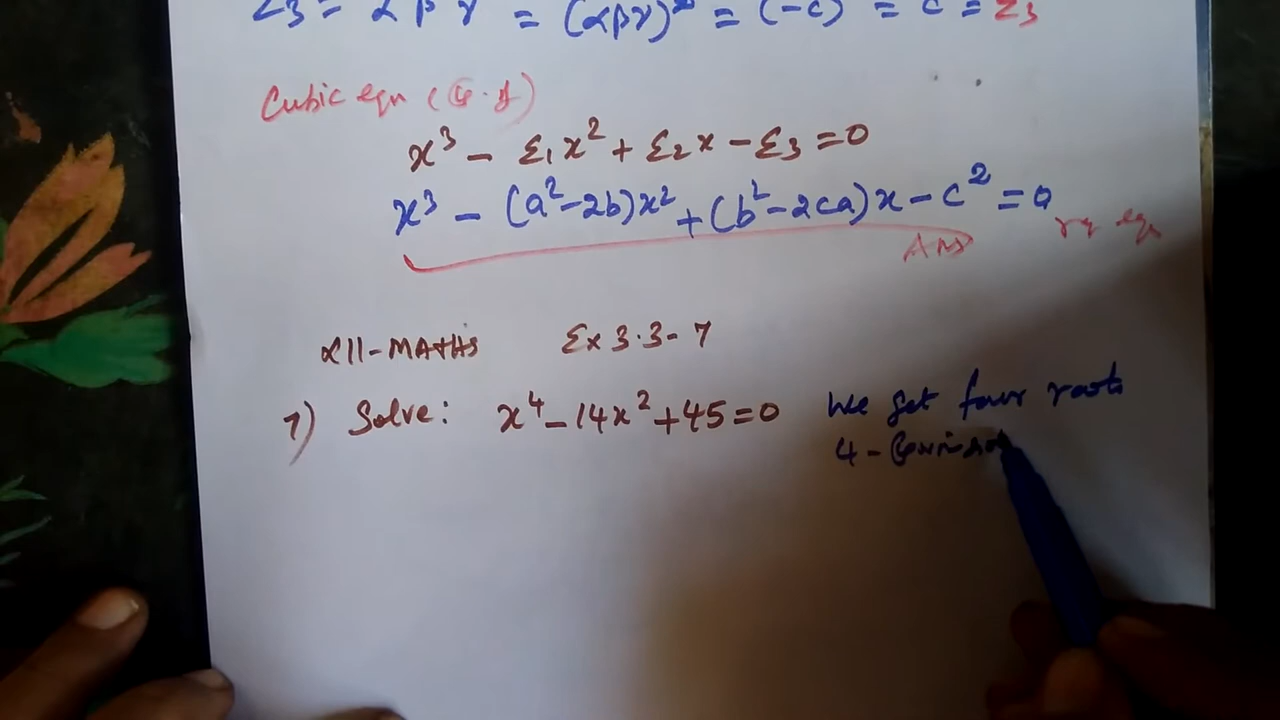 Σ3 = α β γ = (αβγ)² = (-c)² = c² = Σ3
Cubic eqn (
x³ - Σ1x² + Σ2x - Σ3 = 0
x³ - (a²-2b)x² + (b²-2ca)x - c² = 0
Ans
XII-MATHS Ex 3.3-7
7) Solve: x⁴ - 14x² + 45 = 0 We get four roots
4 -